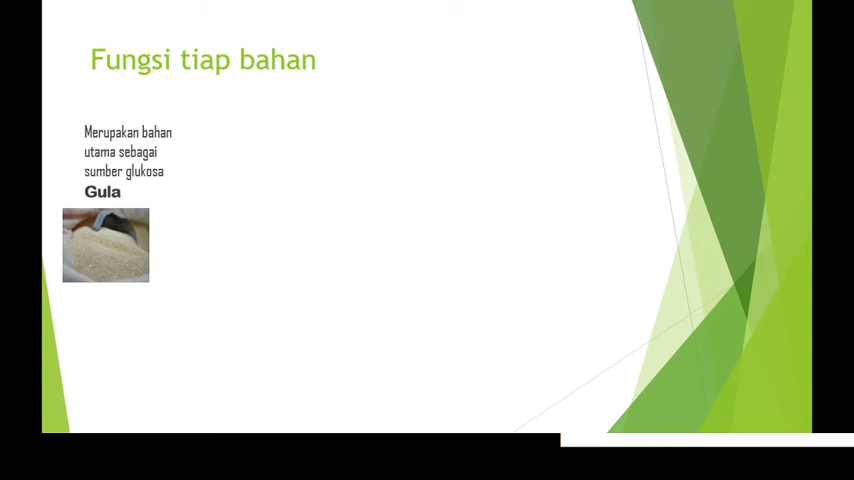 Fungsi tiap bahan
Merupakan bahan
utama sebagai
sumber glukosa
Gula